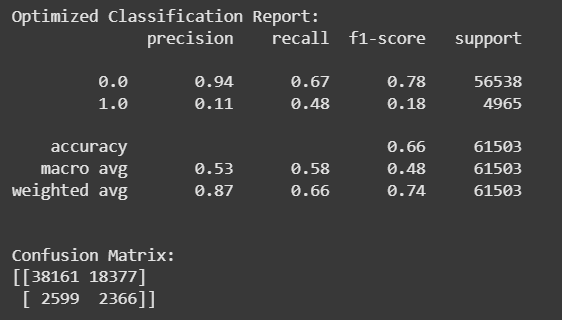 Optimized Classification Report:
precision recall f1-score support
0.0 0.94 0.67 0.78 56538
1.0 0.11 0.48 0.18 4965
accuracy 0.66 61503
macro avg 0.53 0.58 0.48 61503
weighted avg 0.87 0.66 0.74 61503
Confusion Matrix:
[[38161 18377]
[ 2599 2366]]